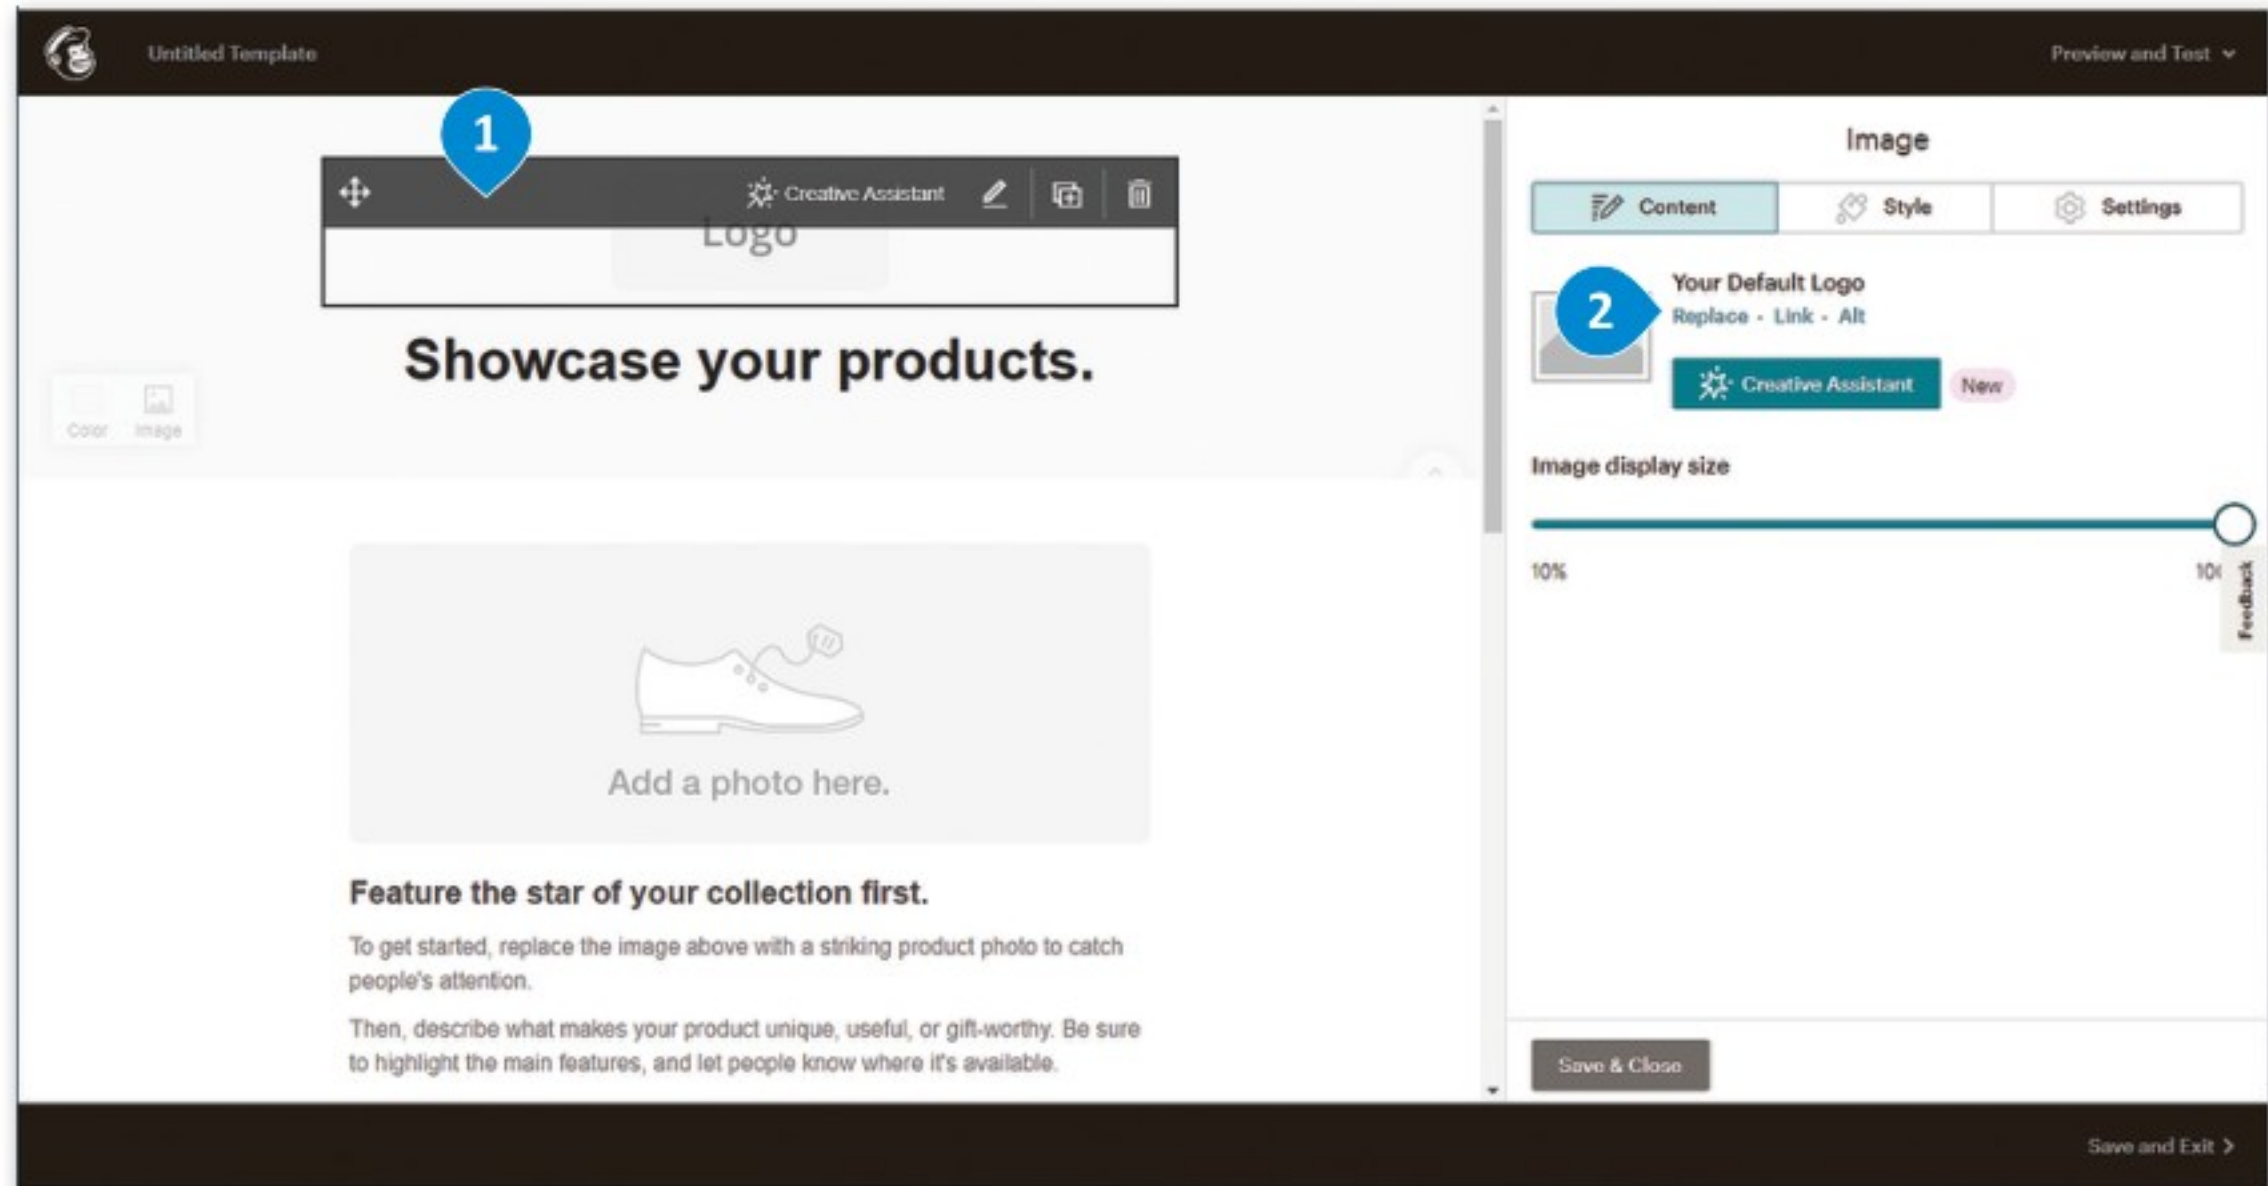 Untitled Template
Preview and Test
1
Creative Assistant
Logo
Showcase your products.
Color Image
Add a photo here.
Feature the star of your collection first.
To get started, replace the image above with a striking product photo to catch
people's attention.
Then, describe what makes your product unique, useful, or gift-worthy. Be sure
to highlight the main features, and let people know where it's available.
Image
Content Style Settings
2
Your Default Logo
Replace - Link - Alt
Creative Assistant New
Image display size
10%
Feedback
Save & Close
Save and Exit >